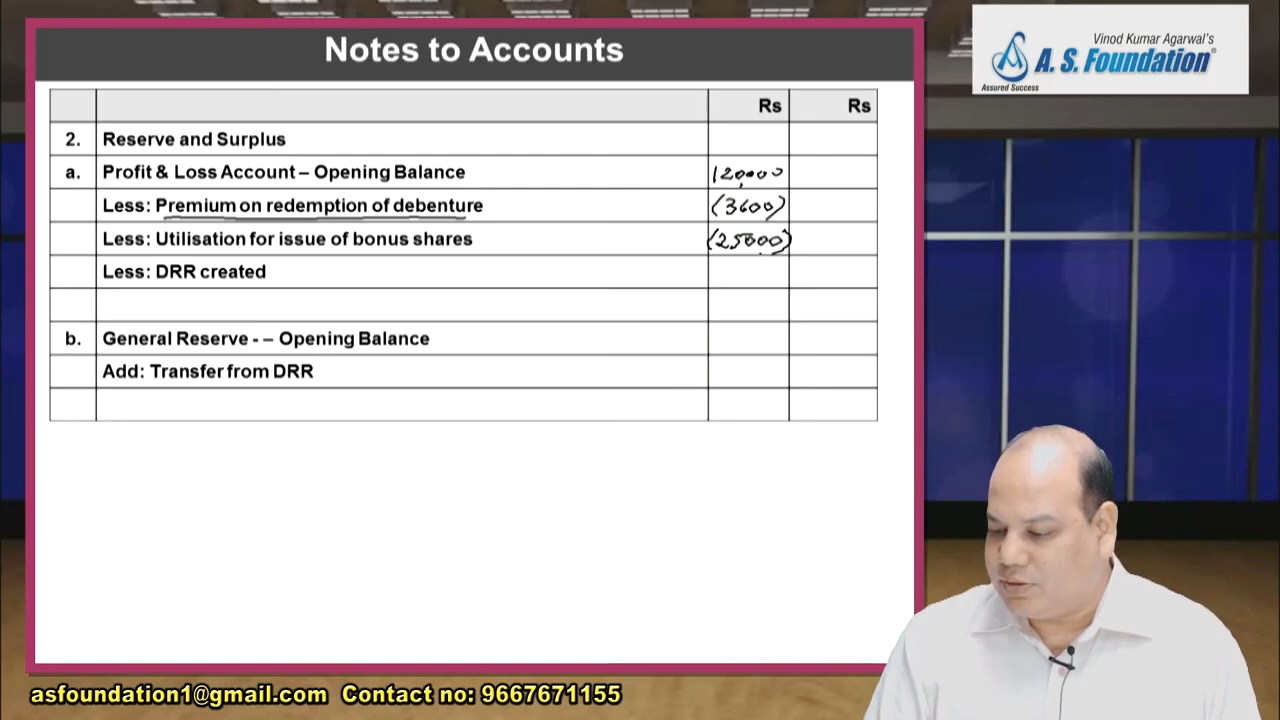 Notes to Accounts
Vinod Kumar Agarwal's
A. S. Foundation®
Assured Success
Rs Rs
2. Reserve and Surplus
a. Profit & Loss Account – Opening Balance 120000
Less: Premium on redemption of debenture (3600)
Less: Utilisation for issue of bonus shares (25000)
Less: DRR created
b. General Reserve - – Opening Balance
Add: Transfer from DRR
asfoundation1@gmail.com Contact no: 9667671155